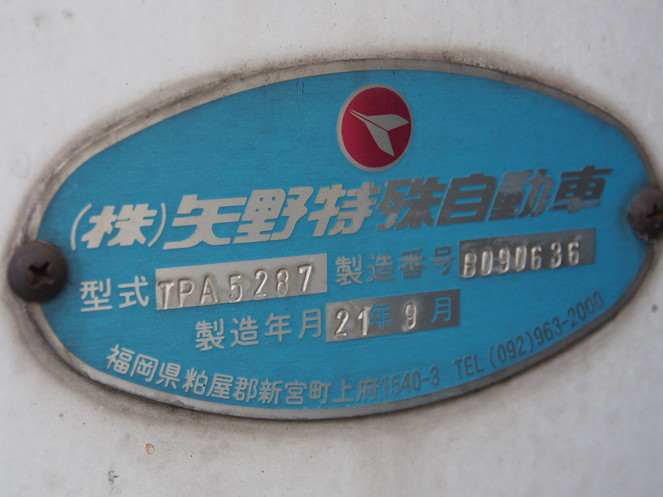 (株)矢野特殊自動車
型式 TPA5287 製造番号 B090636
製造年月 21年9月
福岡県粕屋郡新宮町上府1540-3 TEL(092)963-2000